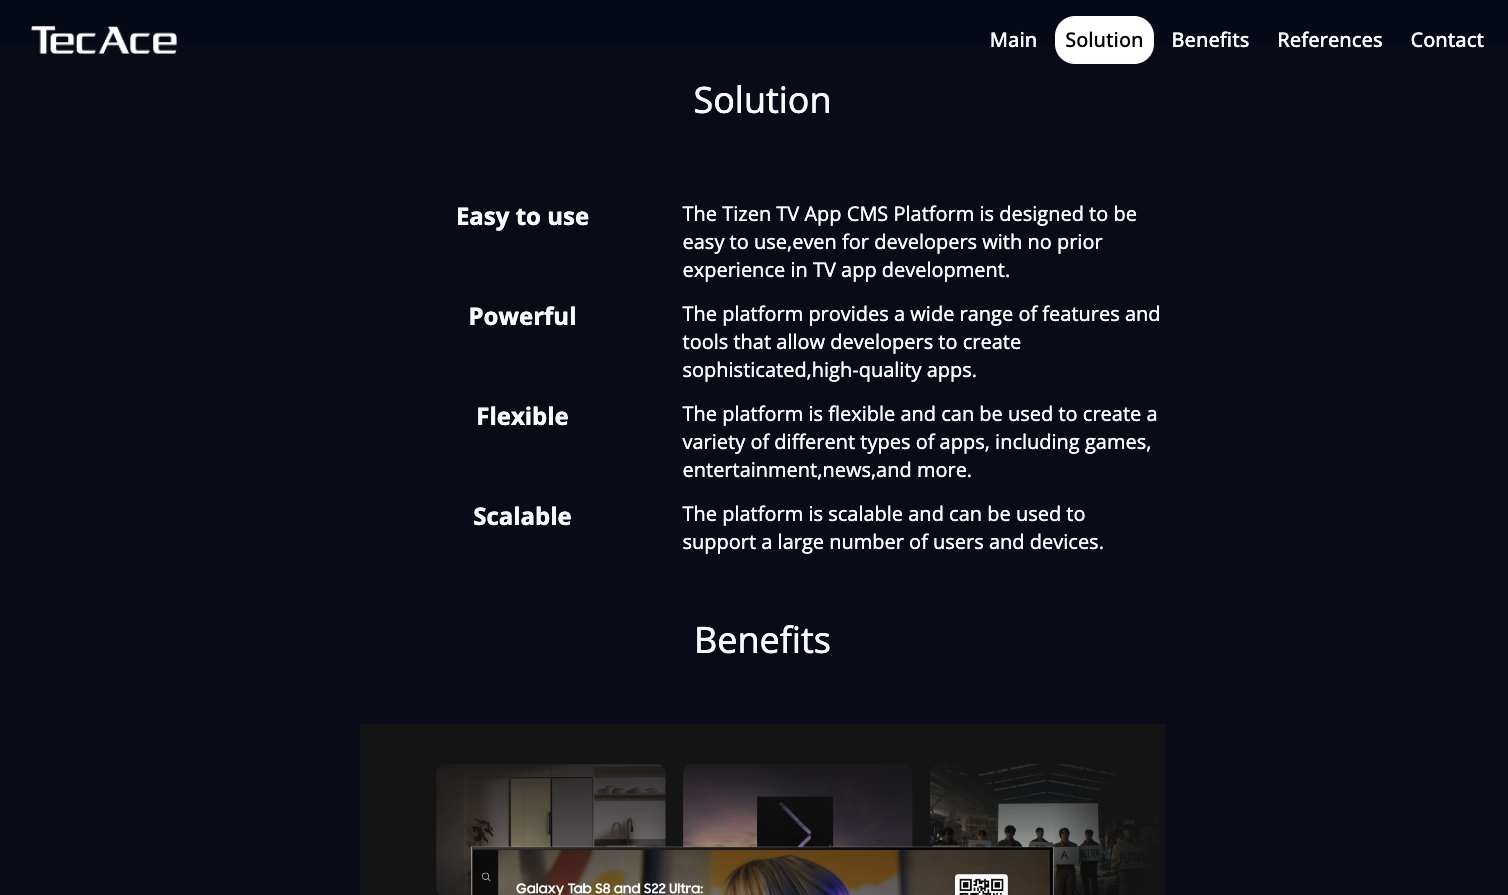 TecAce
Main Solution Benefits References Contact
Solution
Easy to use
The Tizen TV App CMS Platform is designed to be
easy to use,even for developers with no prior
experience in TV app development.
Powerful
The platform provides a wide range of features and
tools that allow developers to create
sophisticated,high-quality apps.
Flexible
The platform is flexible and can be used to create a
variety of different types of apps, including games,
entertainment,news,and more.
Scalable
The platform is scalable and can be used to
support a large number of users and devices.
Benefits
A
Galaxy Tab S8 and S22 Ultra: